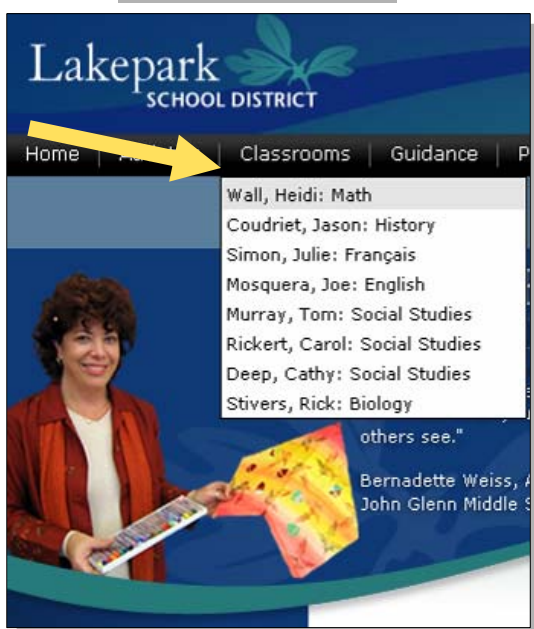 Lakepark
SCHOOL DISTRICT
Home | | Classrooms | Guidance | P
Wall, Heidi: Math
Coudriet, Jason: History
Simon, Julie: Français
Mosquera, Joe: English
Murray, Tom: Social Studies
Rickert, Carol: Social Studies
Deep, Cathy: Social Studies
Stivers, Rick: Biology
others see."
Bernadette Weiss, A
John Glenn Middle S